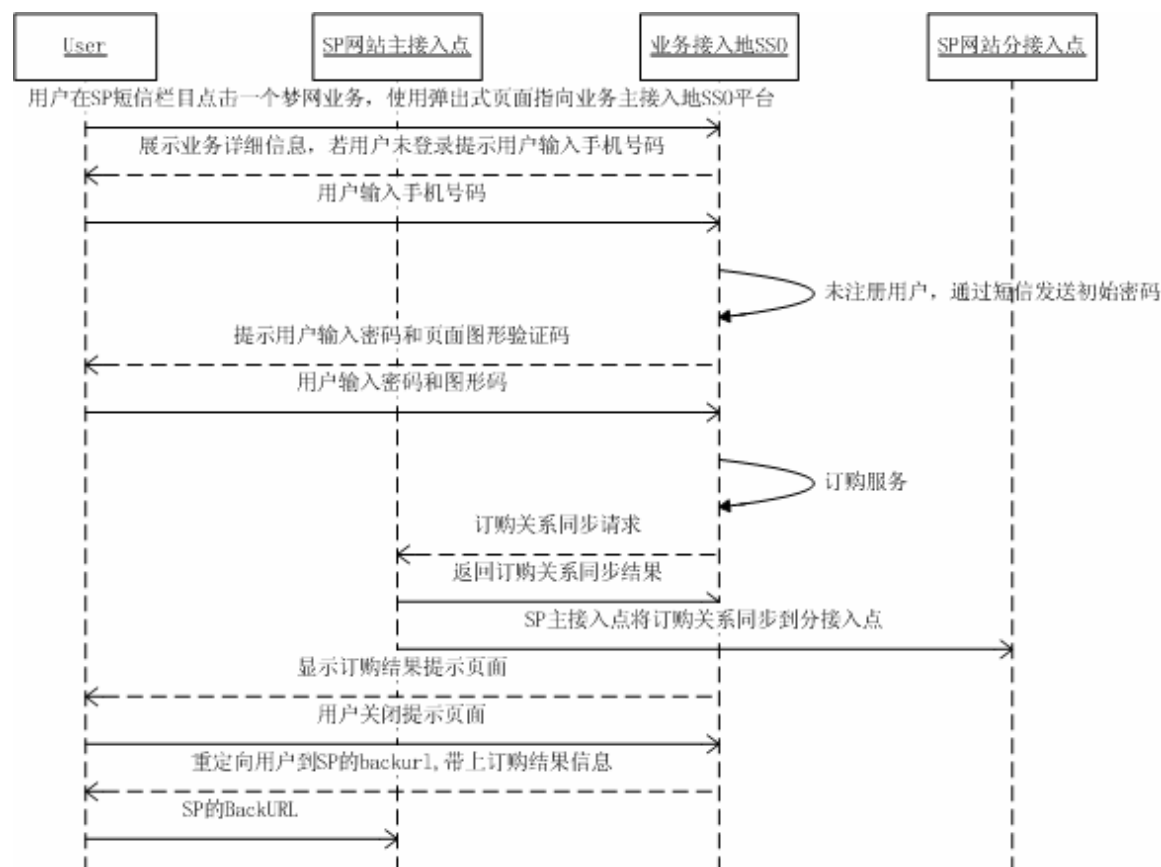 User
SP网站主接入点
业务接入地SSO
SP网站分接入点
用户在SP短信栏目点击一个梦网业务，使用弹出式页面指向业务主接入地SSO平台
展示业务详细信息，若用户未登录提示用户输入手机号码
用户输入手机号码
未注册用户，通过短信发送初始密码
提示用户输入密码和页面图形验证码
用户输入密码和图形码
订购服务
订购关系同步请求
返回订购关系同步结果
SP主接入点将订购关系同步到分接入点
显示订购结果提示页面
用户关闭提示页面
重定向用户到SP的backurl,带上订购结果信息
SP的BackURL